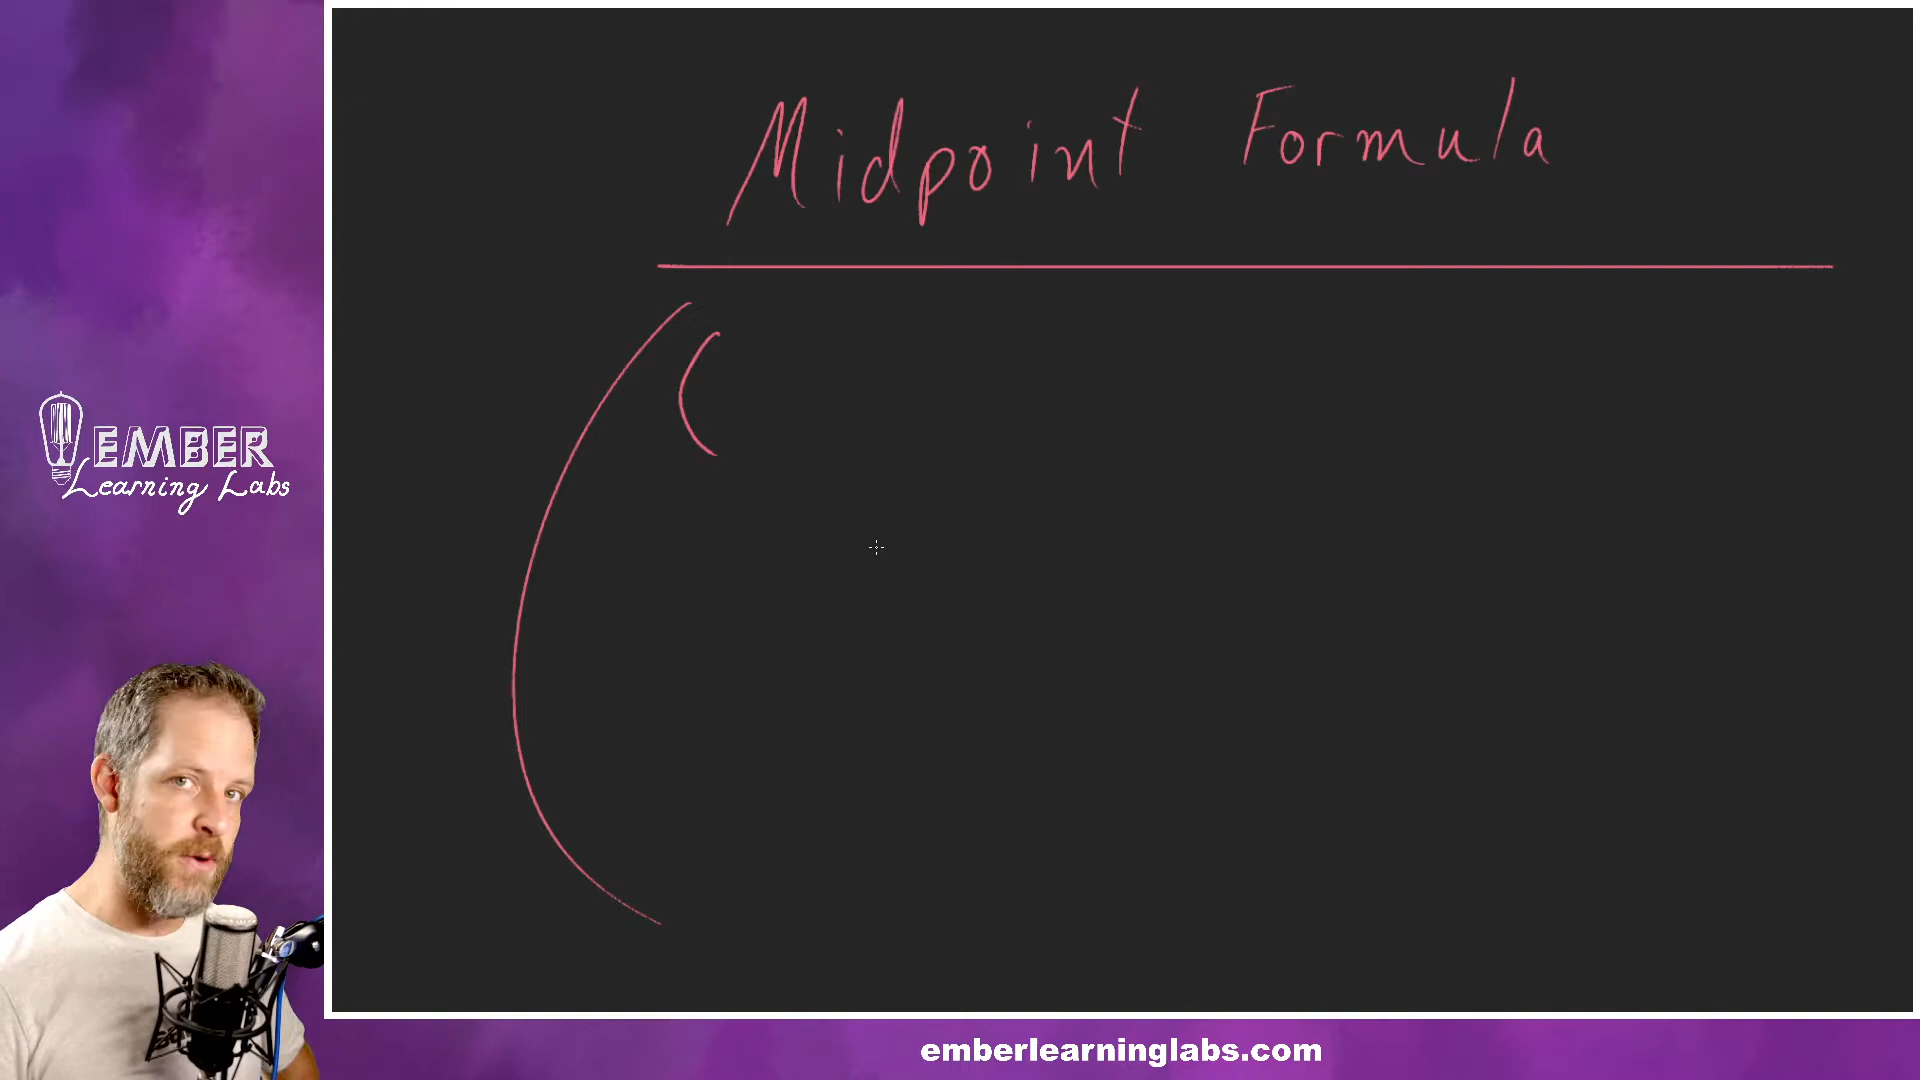 Midpoint Formula
(
(
EMBER
Learning Labs
emberlearninglabs.com